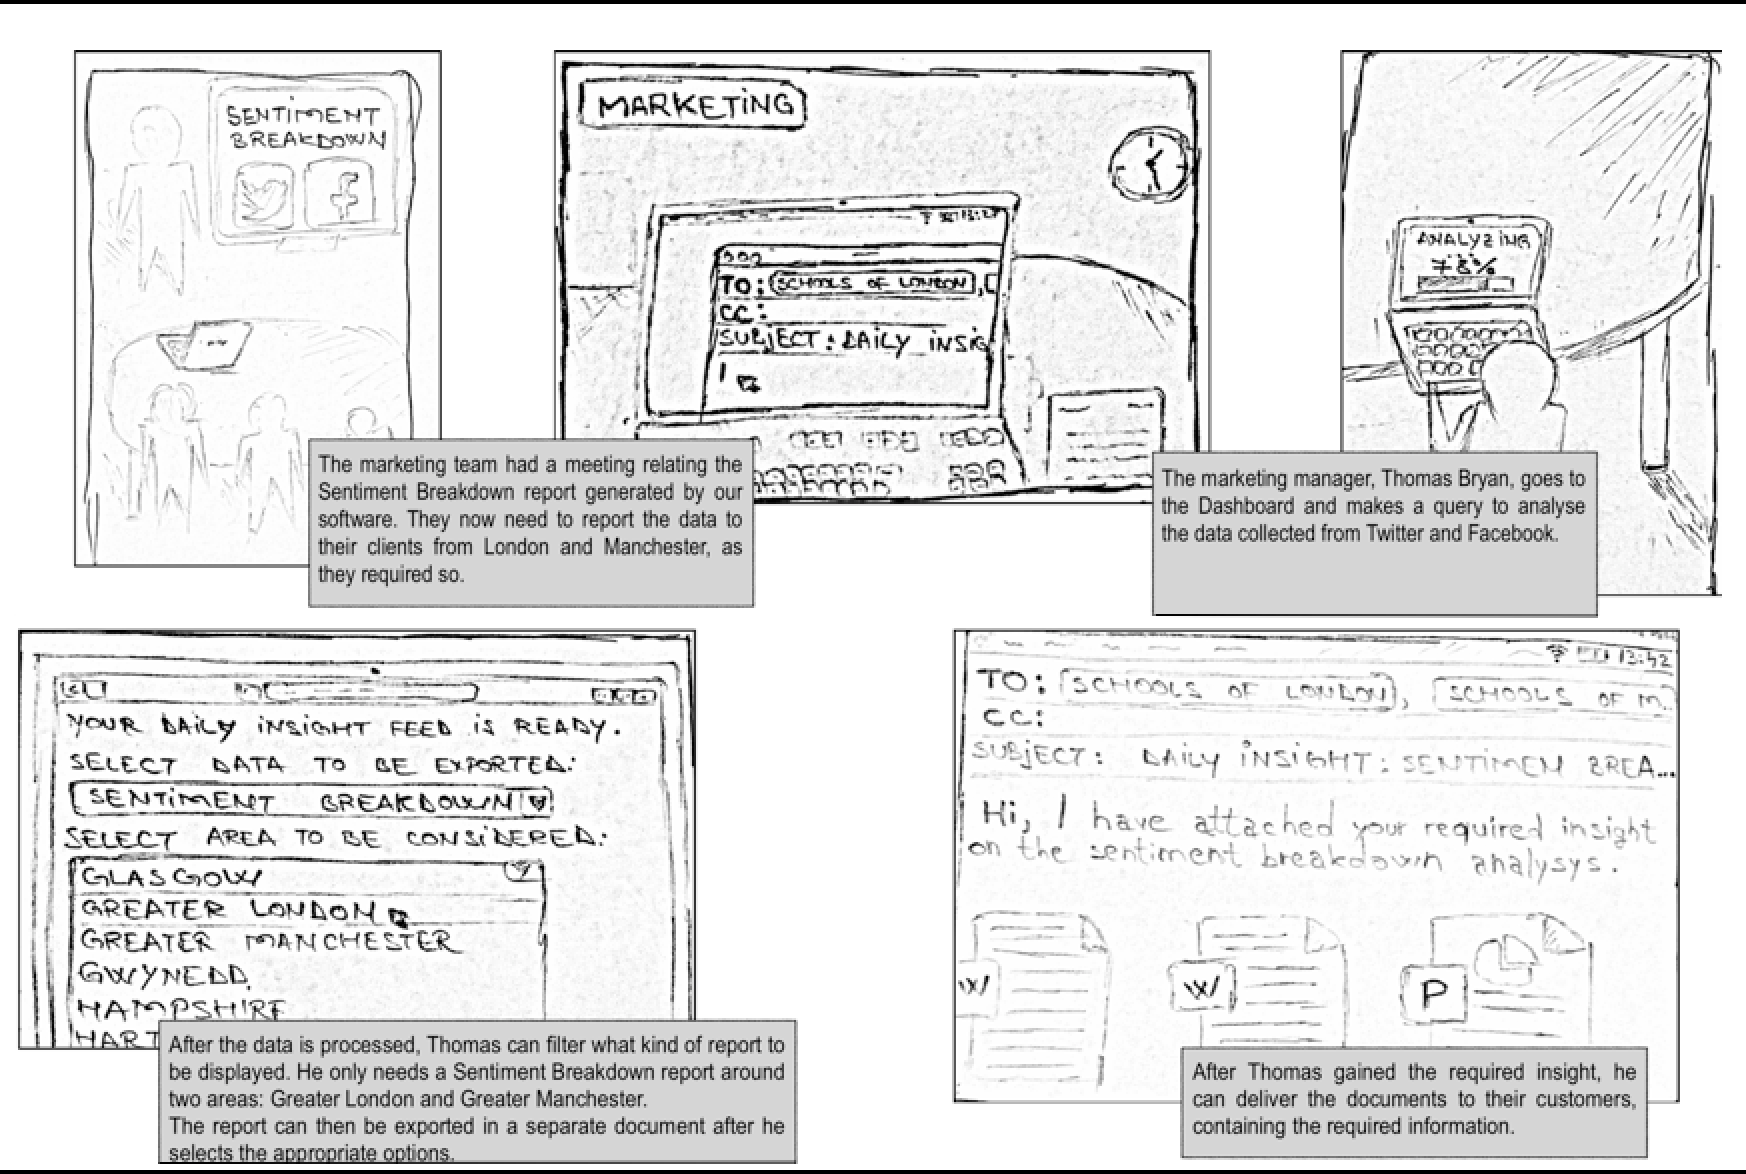 SENTIMENT
BREAKDOWN
MARKETING
TO: SCHOOLS OF LONDON,
CC:
SUBJECT: DAILY INSIG
The marketing team had a meeting relating the
Sentiment Breakdown report generated by our
software. They now need to report the data to
their clients from London and Manchester, as
they required so.
ANALYZING
78%
The marketing manager, Thomas Bryan, goes to
the Dashboard and makes a query to analyse
the data collected from Twitter and Facebook.
YOUR DAILY INSIGHT FEED IS READY.
SELECT DATA TO BE EXPORTED:
SENTIMENT BREAKDOWN
SELECT AREA TO BE CONSIDERED:
GLASGOW
GREATER LONDON
GREATER MANCHESTER
GWYNEDD
HAMPSHIRE
HART
After the data is processed, Thomas can filter what kind of report to
be displayed. He only needs a Sentiment Breakdown report around
two areas: Greater London and Greater Manchester.
The report can then be exported in a separate document after he
selects the appropriate options.
13:42
TO: SCHOOLS OF LONDON, SCHOOLS OF M.
CC:
SUBJECT: DAILY INSIGHT: SENTIMEN BREA...
Hi, I have attached your required insight
on the sentiment breakdown analysys.
W W P
After Thomas gained the required insight, he
can deliver the documents to their customers,
containing the required information.